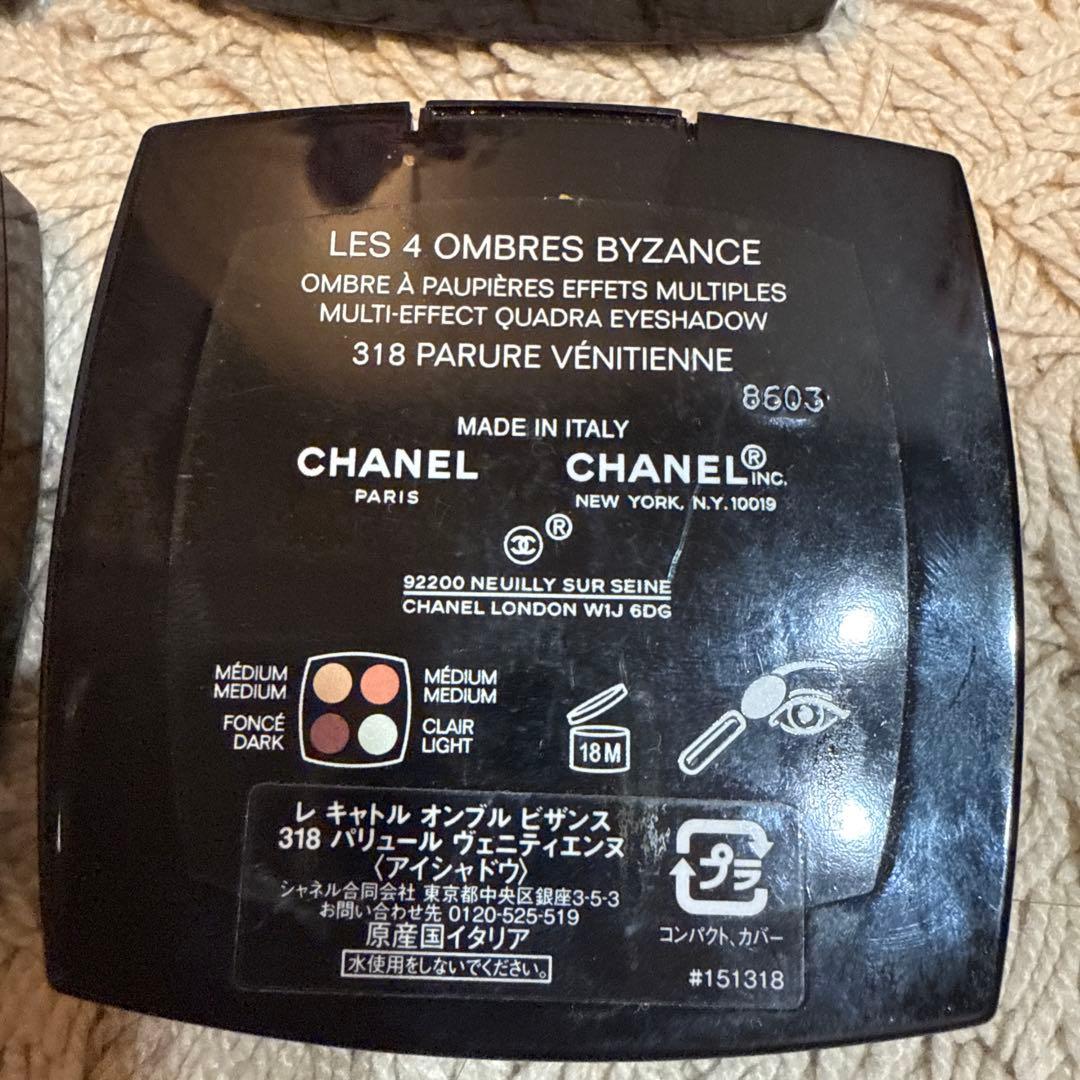 LES 4 OMBRES BYZANCE
OMBRE À PAUPIÈRES EFFETS MULTIPLES
MULTI-EFFECT QUADRA EYESHADOW
318 PARURE VÉNITIENNE
8603
MADE IN ITALY
CHANEL
PARIS
CHANEL® INC.
NEW YORK, N.Y. 10019
®
92200 NEUILLY SUR SEINE
CHANEL LONDON W1J 6DG
MÉDIUM
MEDIUM
MÉDIUM
MEDIUM
FONCÉ
DARK
CLAIR
LIGHT
18M
レ キャトル オンブル ビザンス
318 パリュール ヴェニティエンヌ
〈アイシャドウ〉
シャネル合同会社 東京都中央区銀座3-5-3
お問い合わせ先 0120-525-519
原産国イタリア
水使用をしないでください。
プラ
コンパクト、カバー
#151318